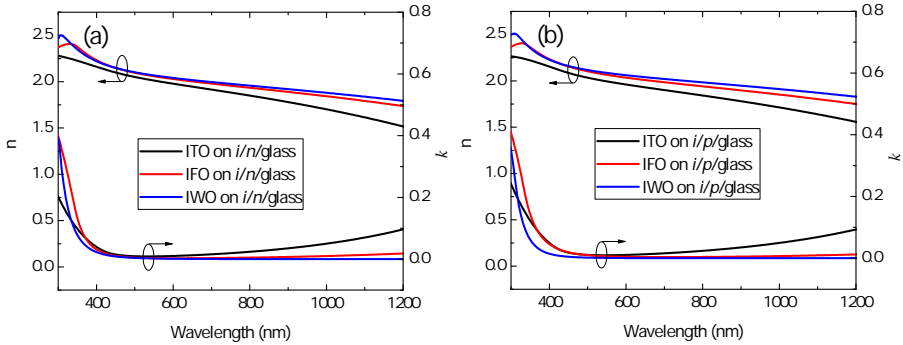 (a)
2.5
2.0
1.5
1.0
0.5
0.0
n
0.8
0.6
0.4
0.2
0.0
k
ITO on i/n/glass
IFO on i/n/glass
IWO on i/n/glass
400
600
800
1000
1200
Wavelength (nm)
(b)
2.5
2.0
1.5
1.0
0.5
0.0
n
0.8
0.6
0.4
0.2
0.0
k
ITO on i/p/glass
IFO on i/p/glass
IWO on i/p/glass
400
600
800
1000
1200
Wavelength (nm)